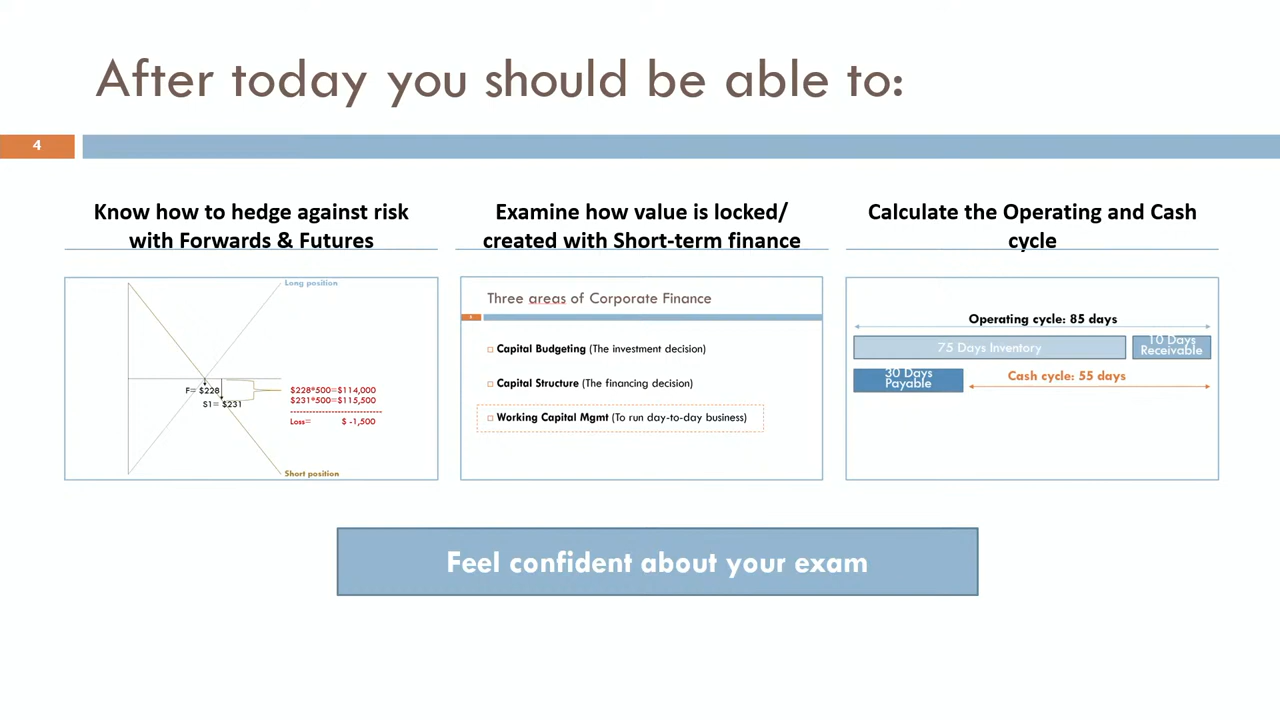 After today you should be able to:
4
Know how to hedge against risk
with Forwards & Futures
Long position
F= $228
S1= $231
$228*500=$114,000
$231*500=$115,500
Loss= $ -1,500
Short position
Examine how value is locked/
created with Short-term finance
Three areas of Corporate Finance
Capital Budgeting (The investment decision)
Capital Structure (The financing decision)
Working Capital Mgmt (To run day-to-day business)
Calculate the Operating and Cash
cycle
Operating cycle: 85 days
75 Days Inventory
10 Days
Receivable
30 Days
Payable
Cash cycle: 55 days
Feel confident about your exam